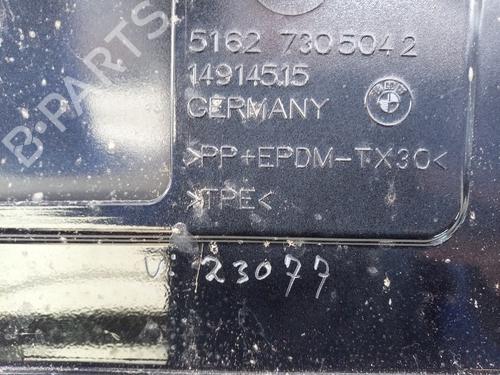 5162 7305042
14914515
GERMANY
>PP+EPDM-TX30<
>TPE<
V: 23077
B-PARTS